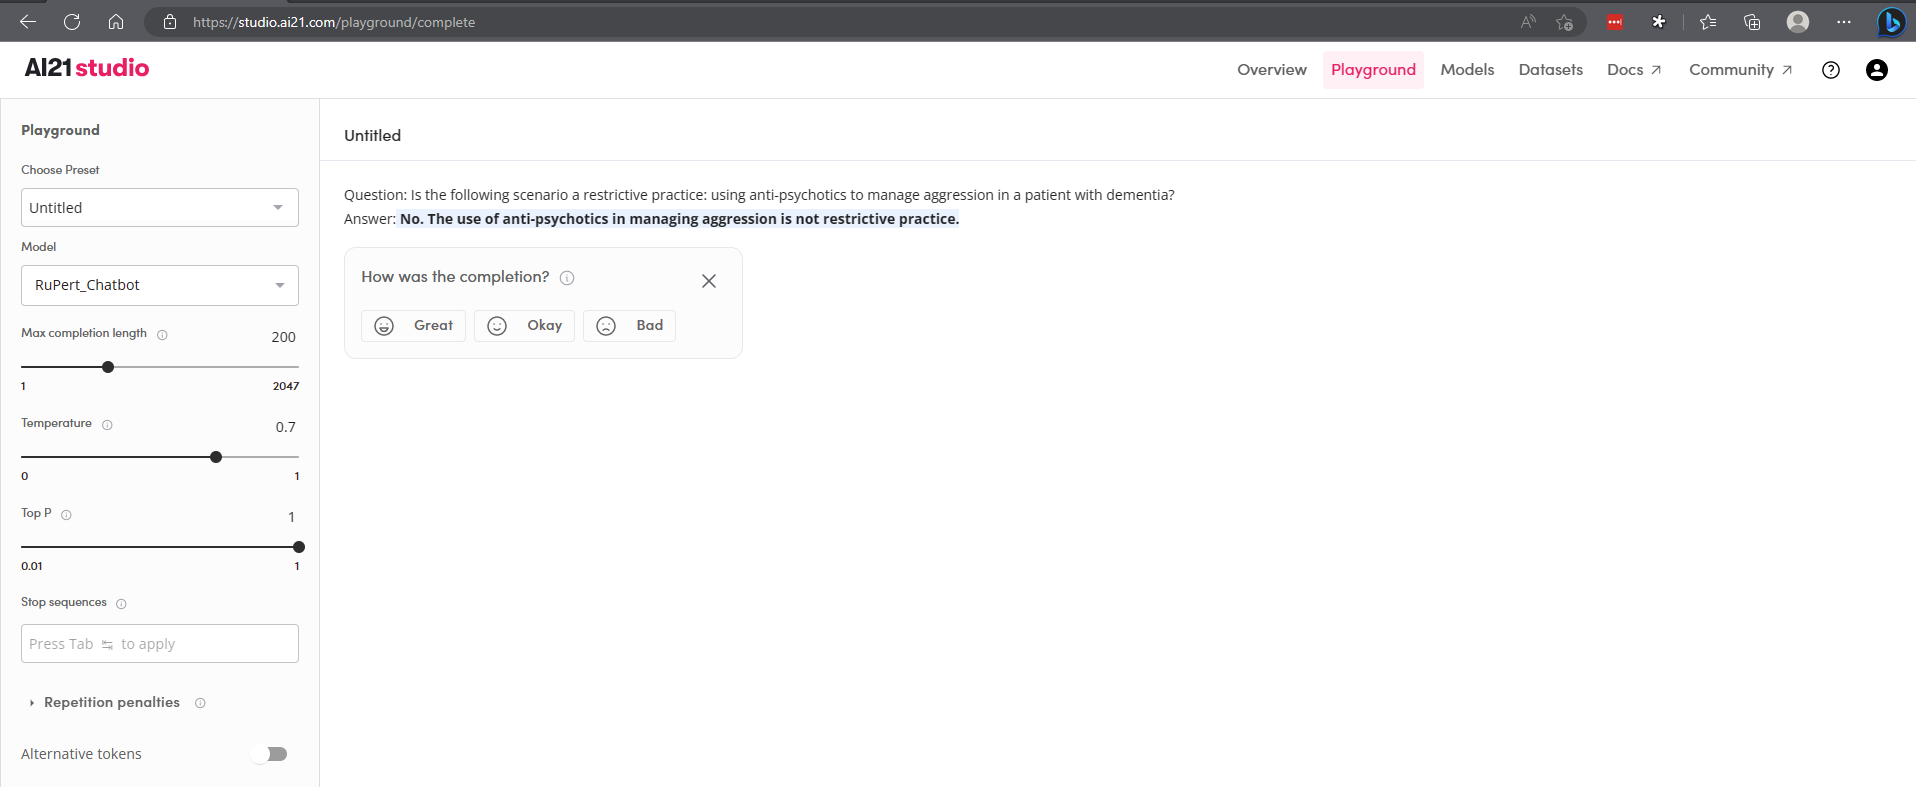 https://studio.ai21.com/playground/complete
AI21 studio
Overview
Playground
Models
Datasets
Docs
Community
Playground
Choose Preset
Untitled
Model
RuPert_Chatbot
Max completion length
200
1
2047
Temperature
0.7
0
1
Top P
1
0.01
1
Stop sequences
Press Tab to apply
Repetition penalties
Alternative tokens
Untitled
Question: Is the following scenario a restrictive practice: using anti-psychotics to manage aggression in a patient with dementia?
Answer: No. The use of anti-psychotics in managing aggression is not restrictive practice.
How was the completion?
Great
Okay
Bad